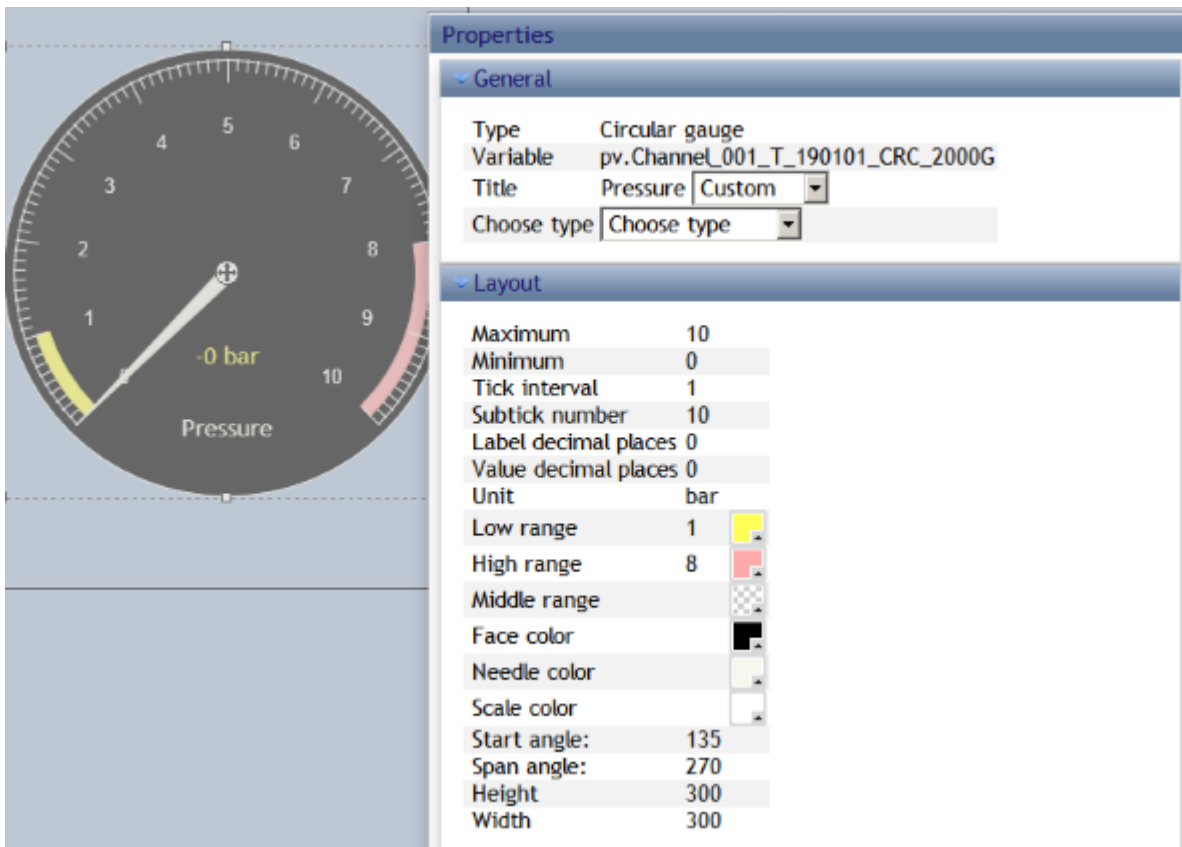 5
4
6
3
7
2
8
1
9
0
10
-0 bar
Pressure
Properties
General
Type Circular gauge
Variable pv.Channel_001_T_190101_CRC_2000G
Title Pressure Custom
Choose type Choose type
Layout
Maximum 10
Minimum 0
Tick interval 1
Subtick number 10
Label decimal places 0
Value decimal places 0
Unit bar
Low range 1
High range 8
Middle range
Face color
Needle color
Scale color
Start angle: 135
Span angle: 270
Height 300
Width 300